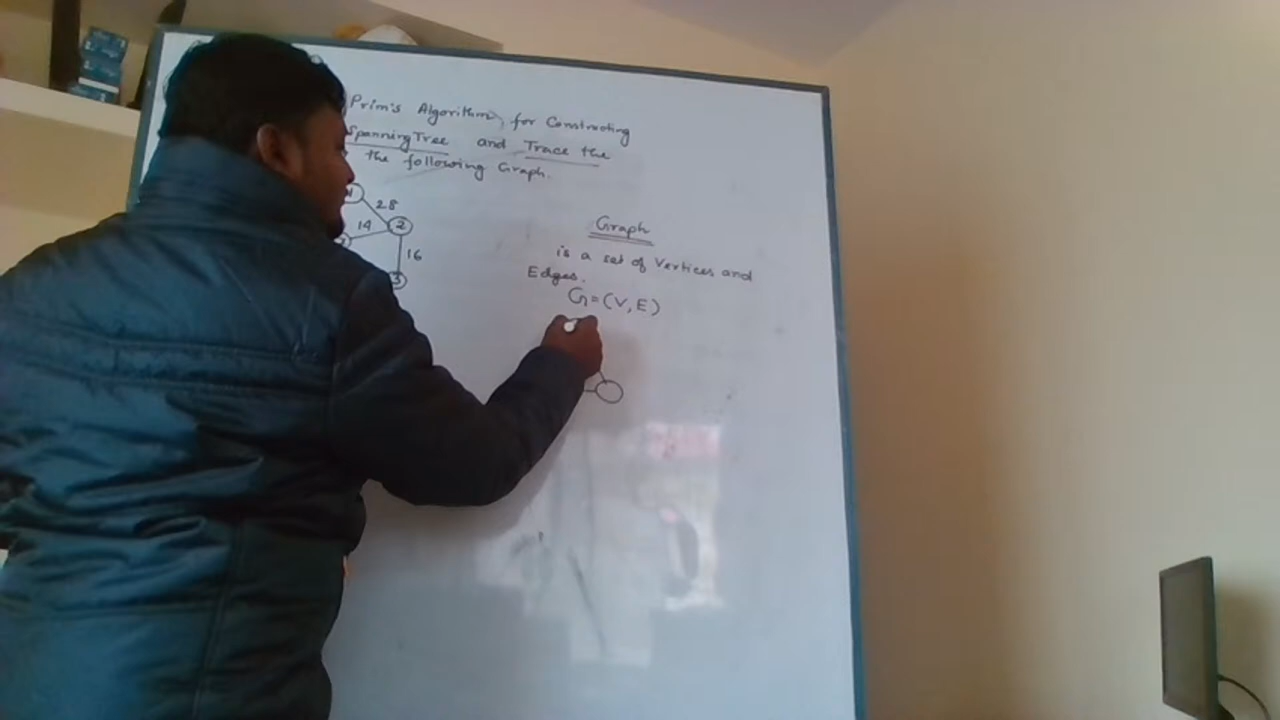 Prim's Algorithm, for Constructing
Spanning Tree and Trace the
the following Graph.
28
14 2
16
3
Graph
is a set of Vertices and
Edges.
G=(V,E)